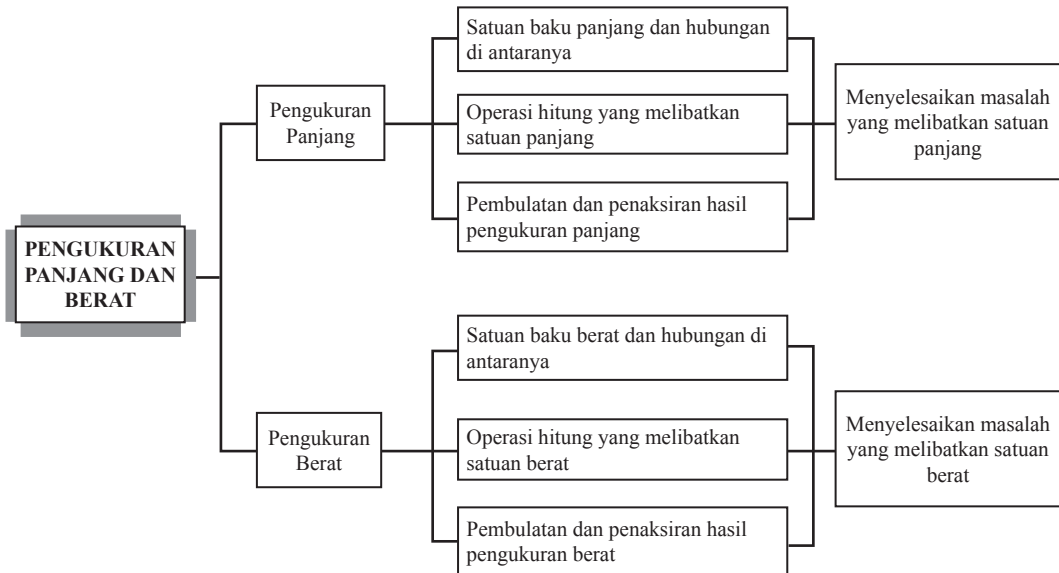 PENGUKURAN
PANJANG DAN
BERAT
Pengukuran
Panjang
Satuan baku panjang dan hubungan
di antaranya
Operasi hitung yang melibatkan
satuan panjang
Pembulatan dan penaksiran hasil
pengukuran panjang
Menyelesaikan masalah
yang melibatkan satuan
panjang
Pengukuran
Berat
Satuan baku berat dan hubungan di
antaranya
Operasi hitung yang melibatkan
satuan berat
Pembulatan dan penaksiran hasil
pengukuran berat
Menyelesaikan masalah
yang melibatkan satuan
berat